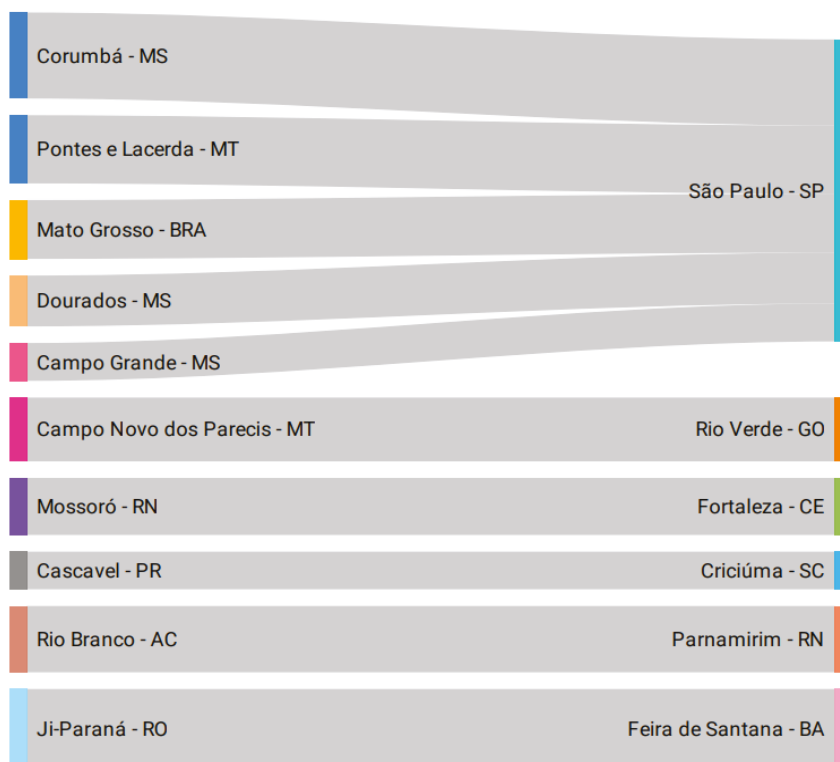 Corumbá - MS
Pontes e Lacerda - MT
São Paulo - SP
Mato Grosso - BRA
Dourados - MS
Campo Grande - MS
Campo Novo dos Parecis - MT
Rio Verde - GO
Mossoró - RN
Fortaleza - CE
Cascavel - PR
Criciúma - SC
Rio Branco - AC
Parnamirim - RN
Ji-Paraná - RO
Feira de Santana - BA